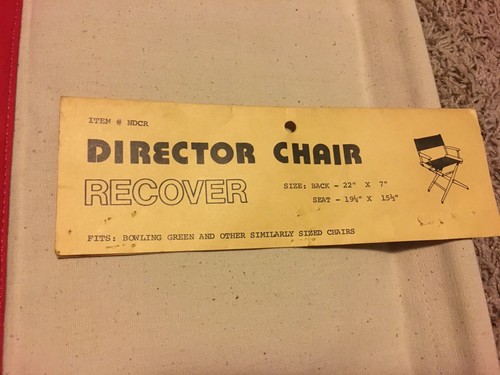 ITEM # NDCR
DIRECTOR CHAIR
RECOVER
SIZE: BACK - 22" X 7"
SEAT - 19¼" X 15½"
FITS: BOWLING GREEN AND OTHER SIMILARLY SIZED CHAIRS